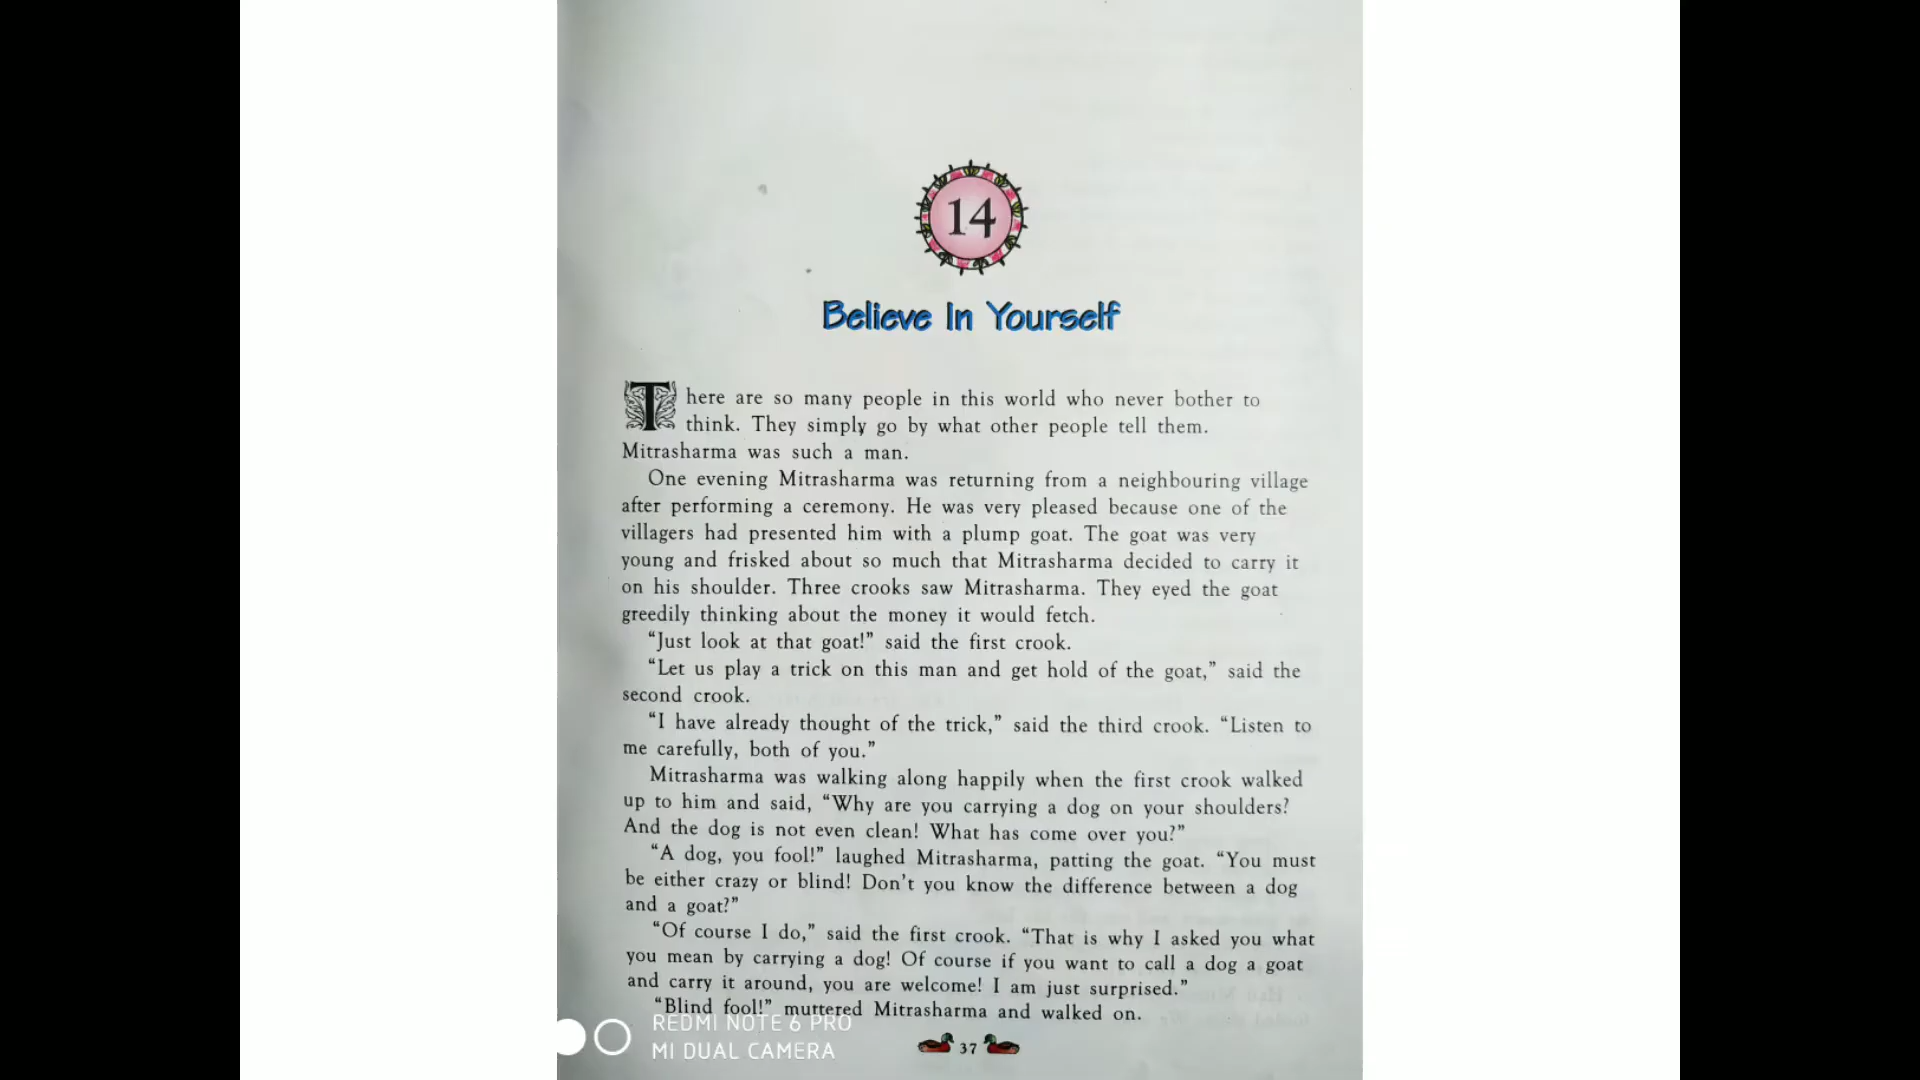 14
Believe In Yourself
There are so many people in this world who never bother to
think. They simply go by what other people tell them.
Mitrasharma was such a man.
One evening Mitrasharma was returning from a neighbouring village
after performing a ceremony. He was very pleased because one of the
villagers had presented him with a plump goat. The goat was very
young and frisked about so much that Mitrasharma decided to carry it
on his shoulder. Three crooks saw Mitrasharma. They eyed the goat
greedily thinking about the money it would fetch.
“Just look at that goat!” said the first crook.
“Let us play a trick on this man and get hold of the goat,” said the
second crook.
“I have already thought of the trick,” said the third crook. “Listen to
me carefully, both of you.”
Mitrasharma was walking along happily when the first crook walked
up to him and said, “Why are you carrying a dog on your shoulders?
And the dog is not even clean! What has come over you?”
“A dog, you fool!” laughed Mitrasharma, patting the goat. “You must
be either crazy or blind! Don’t you know the difference between a dog
and a goat?”
“Of course I do,” said the first crook. “That is why I asked you what
you mean by carrying a dog! Of course if you want to call a dog a goat
and carry it around, you are welcome! I am just surprised.”
“Blind fool!” muttered Mitrasharma and walked on.
REDMI NOTE 6 PRO
MI DUAL CAMERA
37